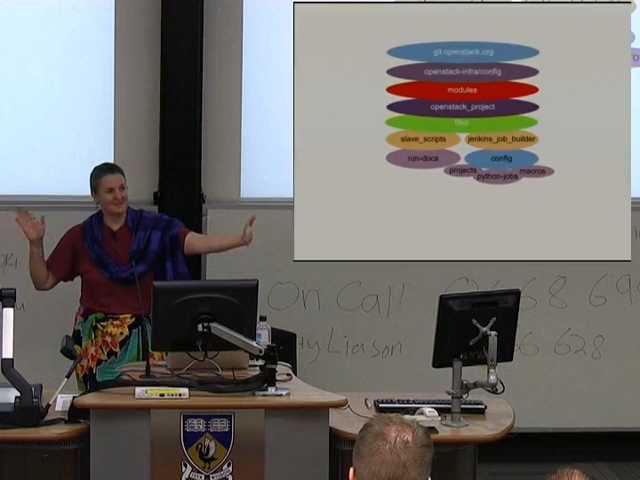 git.openstack.org
openstack-infra/config
modules
openstack_project
files
slave_scripts jenkins_job_builder
run-docs config
projects python-jobs macros
On Call
Liason 628